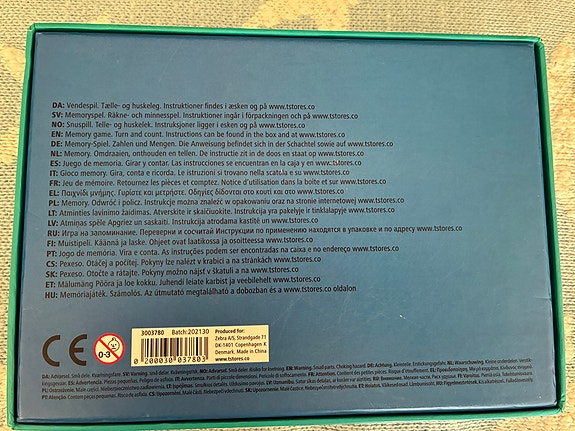 DA: Vendespil. Tælle- og huskeleg. Instruktioner findes i æsken og på www.tstores.co
SV: Memoryspel. Räkne- och minnesspel. Instruktioner ingår i förpackningen och på www.tstores.co
NO: Snuspill. Telle- og huskelek. Instruksjoner ligger i esken og på www.tstores.co
EN: Memory game. Turn and count. Instructions can be found in the box and at www.tstores.co
DE: Memory-Spiel. Zahlen und Mengen. Die Anweisung befindet sich in der Schachtel sowie auf www.tstores.co
NL: Memory. Omdraaien, onthouden en tellen. De instructie zit in de doos en staat op www.tstores.co
ES: Juego de memoria. Girar y contar. Las instrucciones se encuentran en la caja y en www.tstores.co
IT: Gioco memory. Gira, conta e ricorda. Le istruzioni si trovano nella scatola e su www.tstores.co
FR: Jeu de mémoire. Retournez les pièces et comptez. Notice d'utilisation dans la boîte et sur www.tstores.co
EL: Παιχνίδι μνήμης. Γυρίστε και μετρήστε. Οδηγίες δίδονται στο κουτί και στο www.tstores.co
PL: Memory. Odwróć i policz. Instrukcje można znaleźć w opakowaniu oraz na stronie internetowej www.tstores.co
LT: Atminties lavinimo žaidimas. Atverskite ir skaičiuokite. Instrukcija yra pakelyje ir tinklalapyje www.tstores.co
LV: Atmiņas spēle Apgriez un saskaiti. Instrukcija atrodama kastītē un www.tstores.co
RU: Игра на запоминание. Переверни и сосчитай Инструкции по применению находятся в упаковке и по адресу www.tstores.co
FI: Muistipeli. Käännä ja laske. Ohjeet ovat laatikossa ja osoitteessa www.tstores.co
PT: Jogo de memória. Vira e conta. As instruções podem ser encontradas na caixa e no endereço www.tstores.co
CS: Pexeso. Otáčej a počítej. Pokyny lze nalézt v krabici a na stránkách www.tstores.co
SK: Pexeso. Otočte a rátajte. Pokyny možno nájsť v škatuli a na www.tstores.co
ET: Mälumäng Pööra ja loe kokku. Juhendi leiate karbist ja veebilehelt www.tstores.co
HU: Memóriajáték. Számolós. Az útmutató megtalálható a dobozban és a www.tstores.co oldalon
CE
0-3
3003780 Batch:202130
0 200030 037803
Produced for:
Zebra A/S, Strandgade 71
DK-1401 Copenhagen K
Denmark. Made in China
www.tstores.co